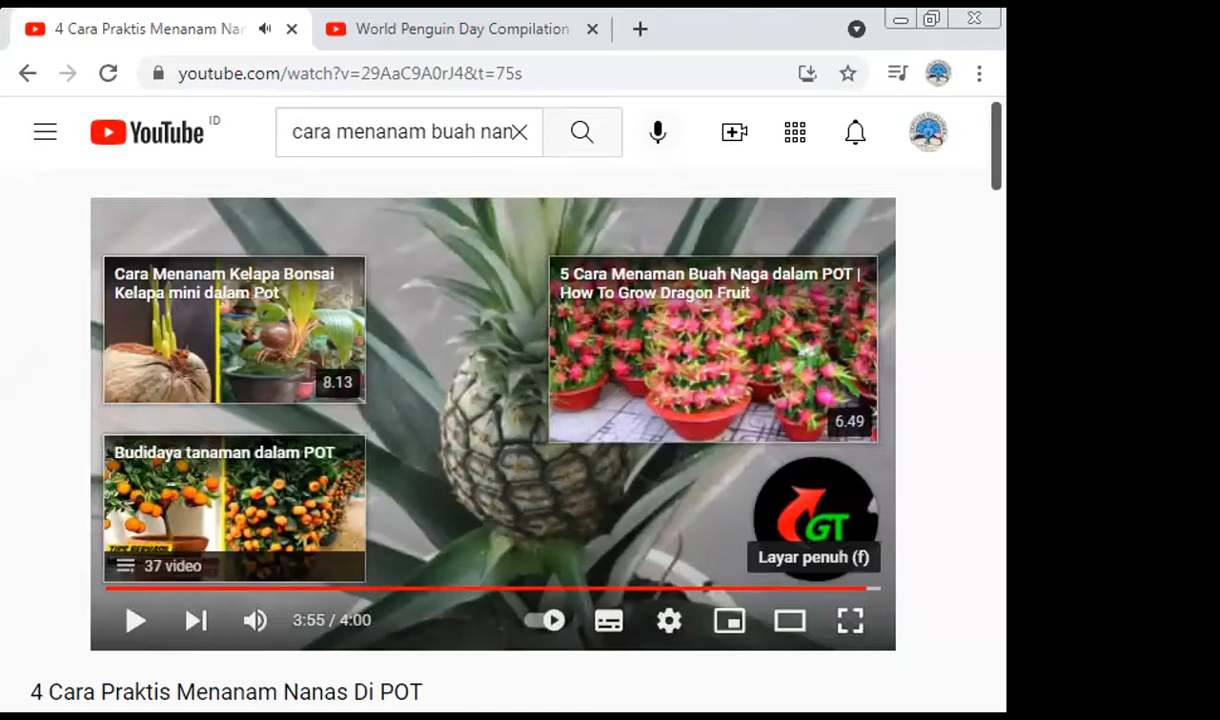 4 Cara Praktis Menanam Nan
World Penguin Day Compilation
youtube.com/watch?v=29AaC9A0rJ4&t=75s
YouTube ID
cara menanam buah nan
Cara Menanam Kelapa Bonsai
Kelapa mini dalam Pot
8.13
5 Cara Menaman Buah Naga dalam POT |
How To Grow Dragon Fruit
6.49
Budidaya tanaman dalam POT
37 video
GT
Layar penuh (f)
3:55 / 4:00
4 Cara Praktis Menanam Nanas Di POT